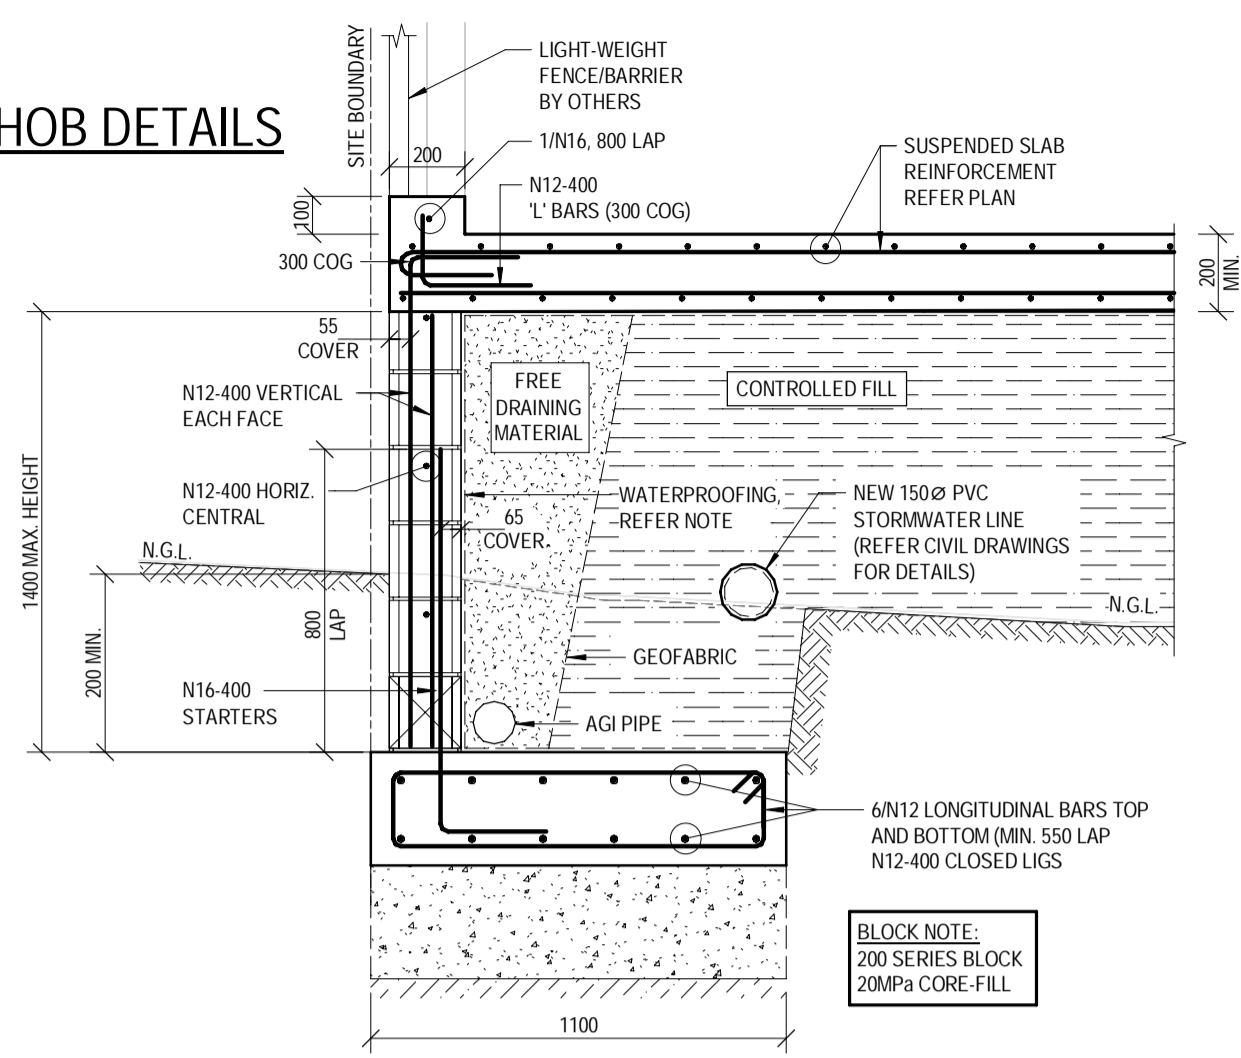 HOB DETAILS
SITE BOUNDARY
LIGHT-WEIGHT
FENCE/BARRIER
BY OTHERS
1/N16, 800 LAP
200
N12-400
'L' BARS (300 COG)
SUSPENDED SLAB
REINFORCEMENT
REFER PLAN
100
300 COG
200
MIN.
55
COVER
FREE
DRAINING
MATERIAL
CONTROLLED FILL
N12-400 VERTICAL
EACH FACE
1400 MAX. HEIGHT
N12-400 HORIZ.
CENTRAL
WATERPROOFING,
REFER NOTE
65
COVER
NEW 150Ø PVC
STORMWATER LINE
(REFER CIVIL DRAWINGS
FOR DETAILS)
N.G.L.
N.G.L.
200 MIN.
800
LAP
GEOFABRIC
N16-400
STARTERS
AGI PIPE
6/N12 LONGITUDINAL BARS TOP
AND BOTTOM (MIN. 550 LAP
N12-400 CLOSED LIGS
BLOCK NOTE:
200 SERIES BLOCK
20MPa CORE-FILL
1100